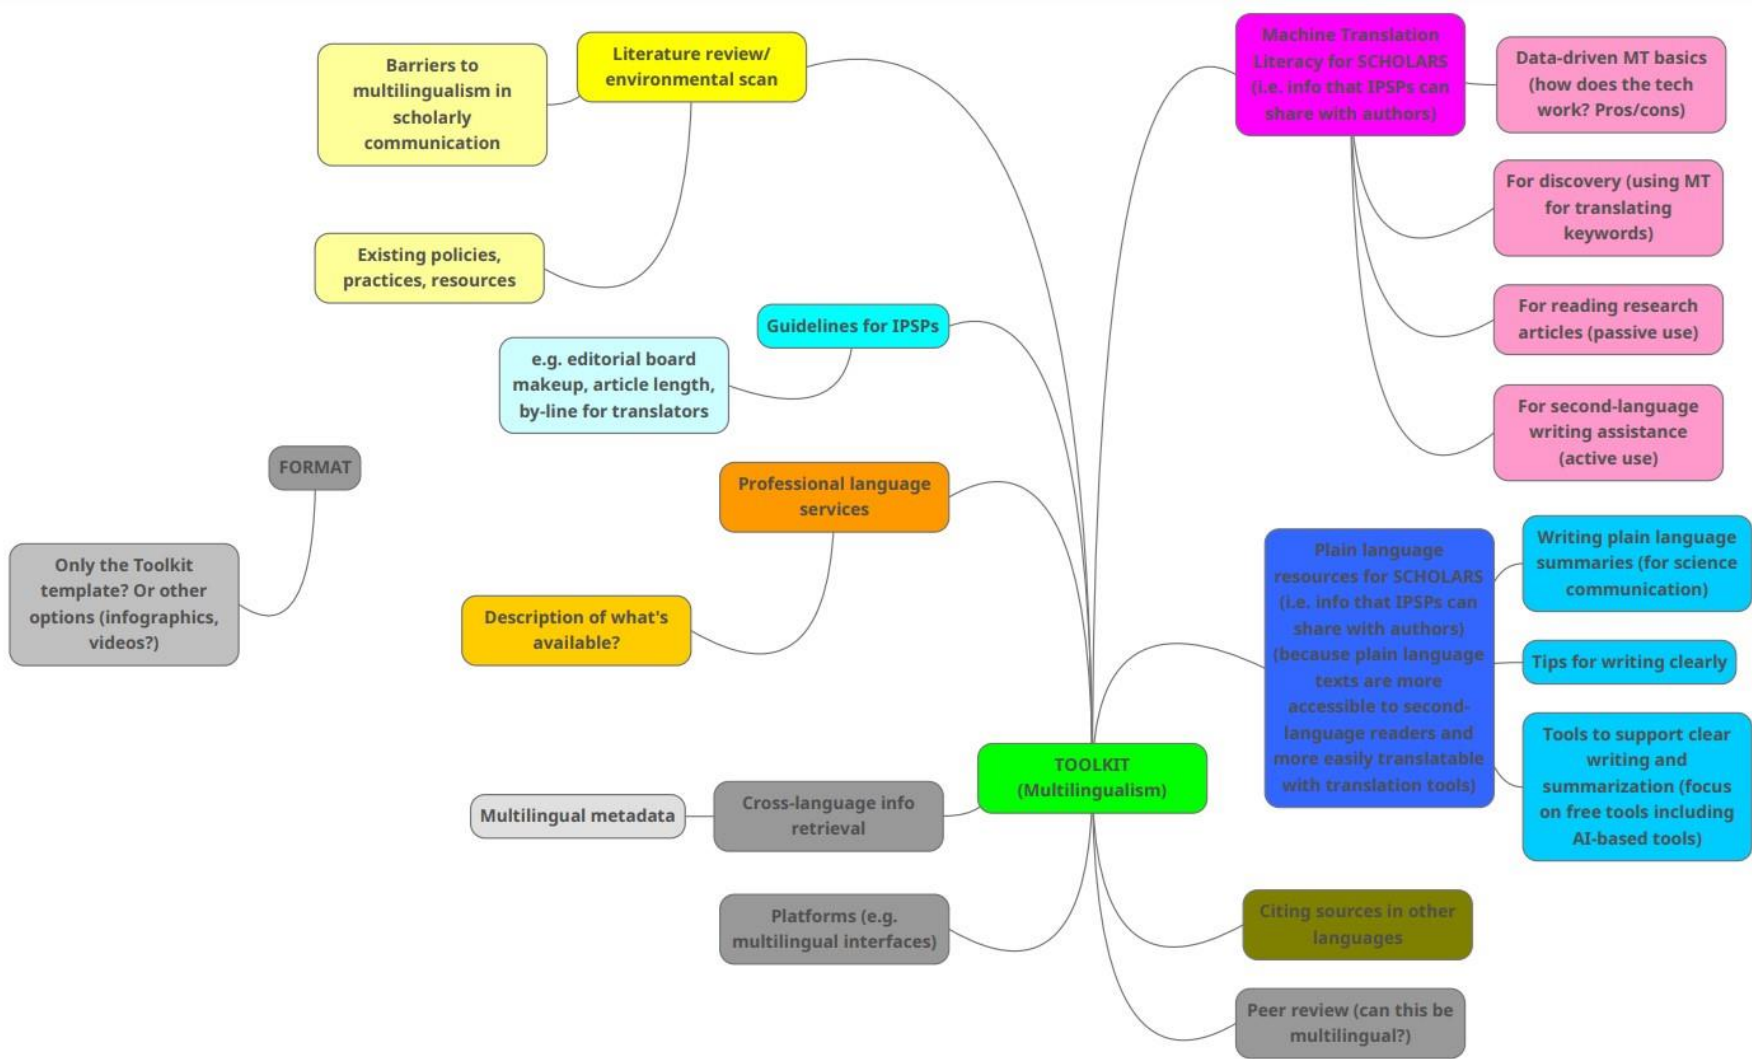 Literature review/
environmental scan
Barriers to
multilingualism in
scholarly
communication
Existing policies,
practices, resources
Guidelines for IPSPs
e.g. editorial board
makeup, article length,
by-line for translators
Professional language
services
Description of what's
available?
FORMAT
Only the Toolkit
template? Or other
options (infographics,
videos?)
TOOLKIT
(Multilingualism)
Cross-language info
retrieval
Multilingual metadata
Platforms (e.g.
multilingual interfaces)
Machine Translation
Literacy for SCHOLARS
(i.e. info that IPSPs can
share with authors)
Data-driven MT basics
(how does the tech
work? Pros/cons)
For discovery (using MT
for translating
keywords)
For reading research
articles (passive use)
For second-language
writing assistance
(active use)
Plain language
resources for SCHOLARS
(i.e. info that IPSPs can
share with authors)
(because plain language
texts are more
accessible to second-
language readers and
more easily translatable
with translation tools)
Writing plain language
summaries (for science
communication)
Tips for writing clearly
Tools to support clear
writing and
summarization (focus
on free tools including
AI-based tools)
Citing sources in other
languages
Peer review (can this be
multilingual?)